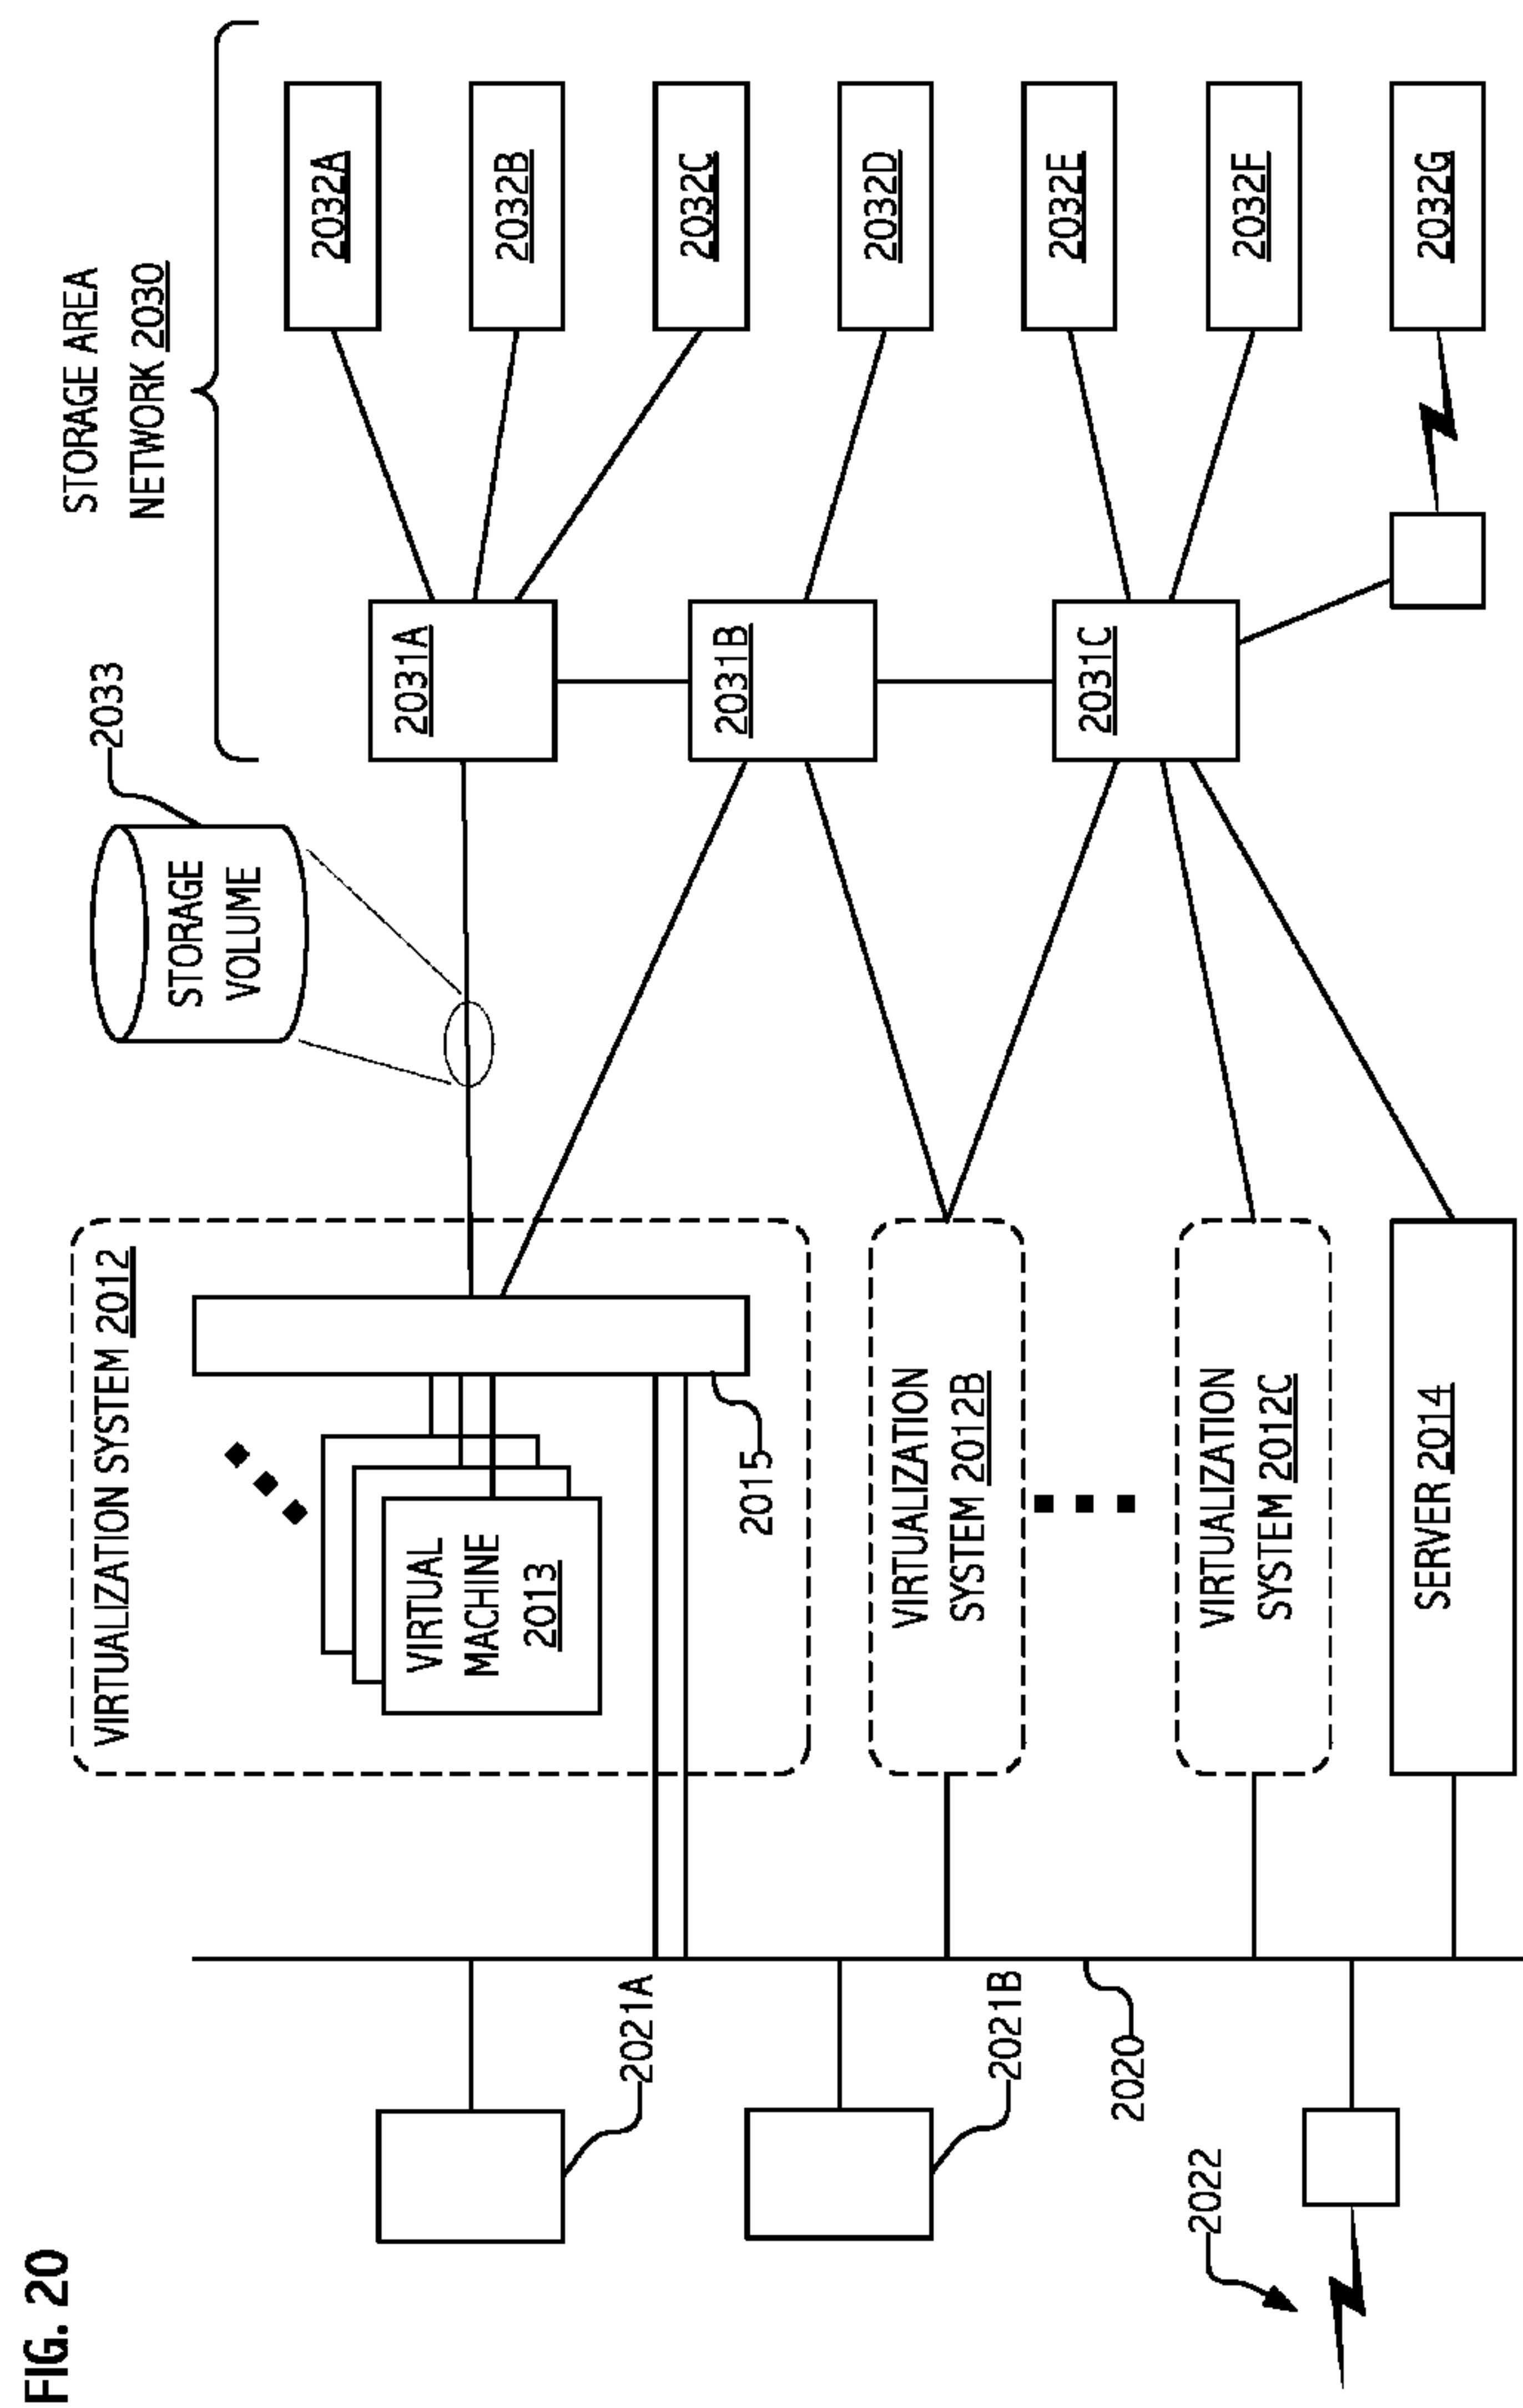 FIG. 20
STORAGE AREA
NETWORK 2030
2033
STORAGE
VOLUME
VIRTUALIZATION SYSTEM 2012
VIRTUAL
MACHINE
2013
2015
2031A
2031B
2031C
2032A
2032B
2032C
2032D
2032E
2032F
2032G
VIRTUALIZATION
SYSTEM 2012B
VIRTUALIZATION
SYSTEM 2012C
SERVER 2014
2021A
2021B
2020
2022